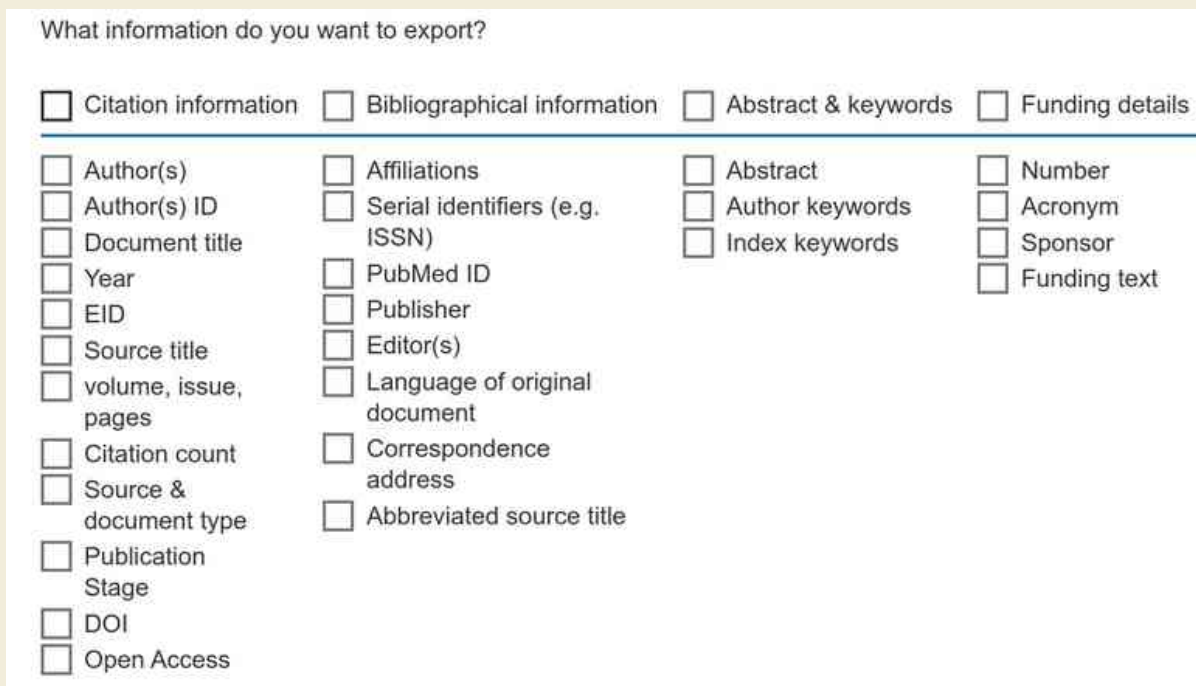 What information do you want to export?
Citation information
Bibliographical information
Abstract & keywords
Funding details
Author(s)
Author(s) ID
Document title
Year
EID
Source title
volume, issue,
pages
Citation count
Source &
document type
Publication
Stage
DOI
Open Access
Affiliations
Serial identifiers (e.g.
ISSN)
PubMed ID
Publisher
Editor(s)
Language of original
document
Correspondence
address
Abbreviated source title
Abstract
Author keywords
Index keywords
Number
Acronym
Sponsor
Funding text